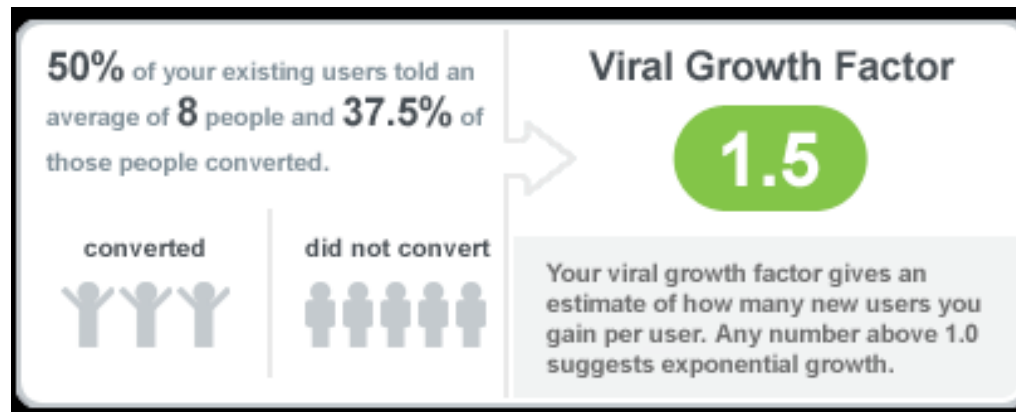 50% of your existing users told an
average of 8 people and 37.5% of
those people converted.
converted
did not convert
Viral Growth Factor
1.5
Your viral growth factor gives an
estimate of how many new users you
gain per user. Any number above 1.0
suggests exponential growth.